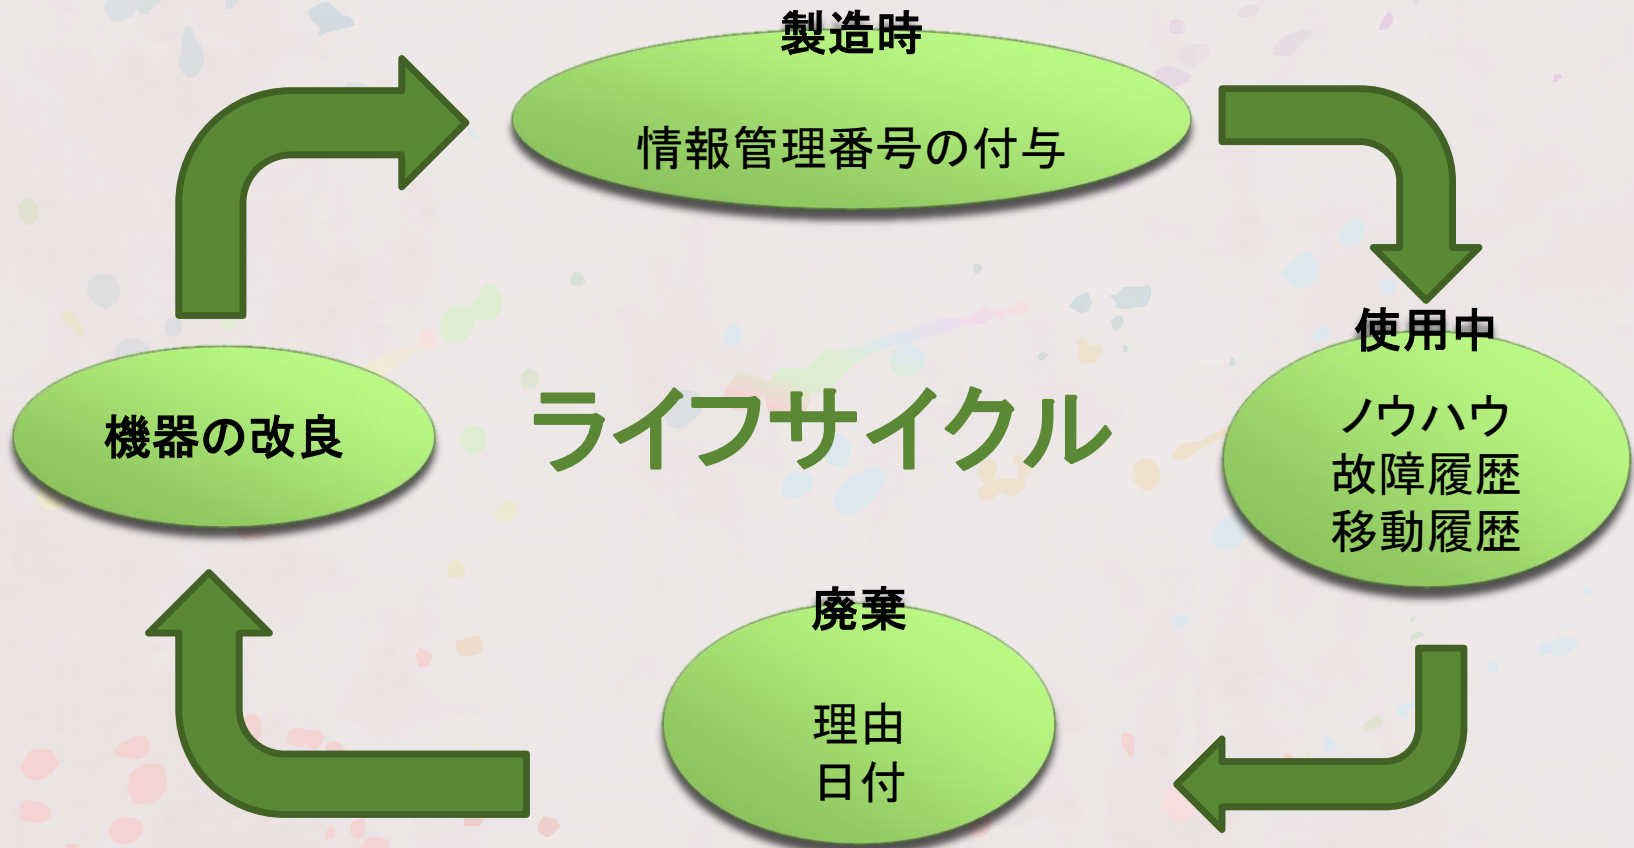 製造時
情報管理番号の付与
使用中
ノウハウ
故障履歴
移動履歴
ライフサイクル
機器の改良
廃棄
理由
日付